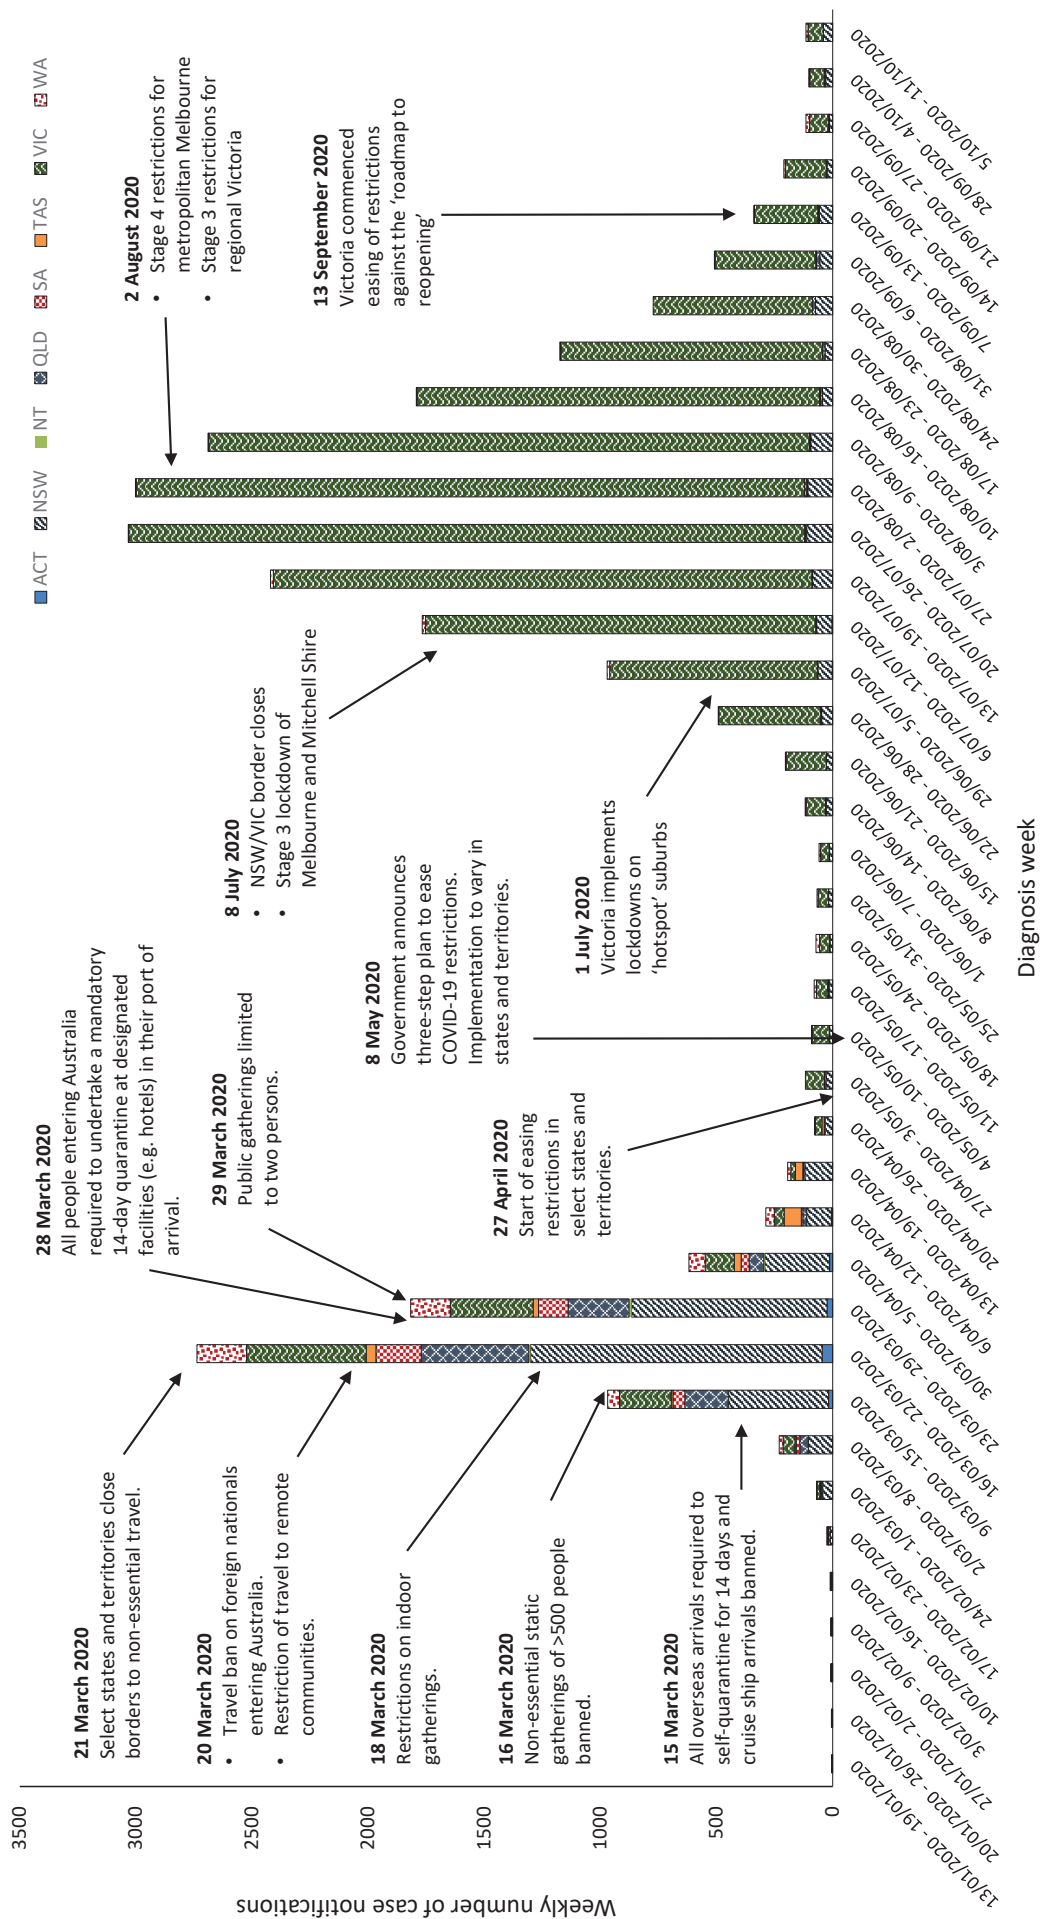 ACT NSW NT QLD SA TAS VIC WA
Weekly number of case notifications
3500
3000
2500
2000
1500
1000
500
0
21 March 2020
Select states and territories close
borders to non-essential travel.
20 March 2020
• Travel ban on foreign nationals
entering Australia.
• Restriction of travel to remote
communities.
18 March 2020
Restrictions on indoor
gatherings.
16 March 2020
Non-essential static
gatherings of >500 people
banned.
15 March 2020
All overseas arrivals required to
self-quarantine for 14 days and
cruise ship arrivals banned.
28 March 2020
All people entering Australia
required to undertake a mandatory
14-day quarantine at designated
facilities (e.g. hotels) in their port of
arrival.
29 March 2020
Public gatherings limited
to two persons.
27 April 2020
Start of easing
restrictions in
select states and
territories.
8 May 2020
Government announces
three-step plan to ease
COVID-19 restrictions.
Implementation to vary in
states and territories.
8 July 2020
• NSW/VIC border closes
• Stage 3 lockdown of
Melbourne and Mitchell Shire
1 July 2020
Victoria implements
lockdowns on
‘hotspot’ suburbs
2 August 2020
• Stage 4 restrictions for
metropolitan Melbourne
• Stage 3 restrictions for
regional Victoria
13 September 2020
Victoria commenced
easing of restrictions
against the ‘roadmap to
reopening’
13/01/2020 - 19/01/2020
20/01/2020 - 26/01/2020
27/01/2020 - 2/02/2020
3/02/2020 - 9/02/2020
10/02/2020 - 16/02/2020
17/02/2020 - 23/02/2020
24/02/2020 - 1/03/2020
2/03/2020 - 8/03/2020
9/03/2020 - 15/03/2020
16/03/2020 - 22/03/2020
23/03/2020 - 29/03/2020
30/03/2020 - 5/04/2020
6/04/2020 - 12/04/2020
13/04/2020 - 19/04/2020
20/04/2020 - 26/04/2020
27/04/2020 - 3/05/2020
4/05/2020 - 10/05/2020
11/05/2020 - 17/05/2020
18/05/2020 - 24/05/2020
25/05/2020 - 31/05/2020
1/06/2020 - 7/06/2020
8/06/2020 - 14/06/2020
15/06/2020 - 21/06/2020
22/06/2020 - 28/06/2020
29/06/2020 - 5/07/2020
6/07/2020 - 12/07/2020
13/07/2020 - 19/07/2020
20/07/2020 - 26/07/2020
27/07/2020 - 2/08/2020
3/08/2020 - 9/08/2020
10/08/2020 - 16/08/2020
17/08/2020 - 23/08/2020
24/08/2020 - 30/08/2020
31/08/2020 - 6/09/2020
7/09/2020 - 13/09/2020
14/09/2020 - 20/09/2020
21/09/2020 - 27/09/2020
28/09/2020 - 4/10/2020
5/10/2020 - 11/10/2020
Diagnosis week